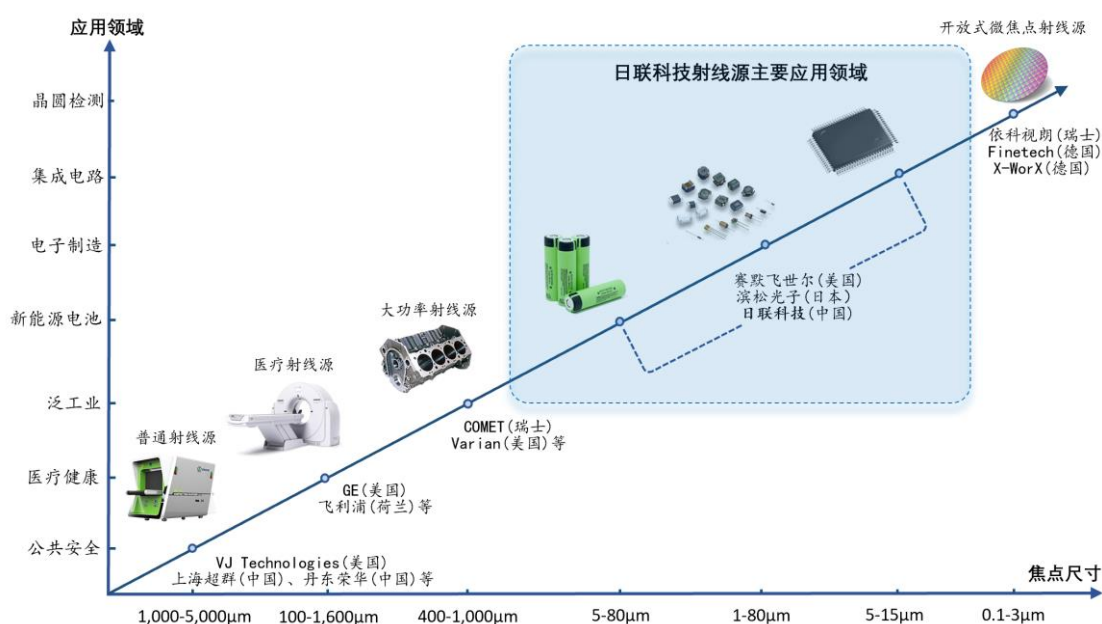 应用领域
开放式微焦点射线源
日联科技射线源主要应用领域
晶圆检测
依科视朗(瑞士)
Finetech(德国)
X-WorX(德国)
集成电路
电子制造
赛默飞世尔(美国)
滨松光子(日本)
日联科技(中国)
新能源电池
大功率射线源
医疗射线源
泛工业
COMET(瑞士)
Varian(美国)等
普通射线源
医疗健康
GE(美国)
飞利浦(荷兰)等
公共安全
VJ Technologies(美国)
上海超群(中国)、丹东荣华(中国)等
焦点尺寸
1,000-5,000μm
100-1,600μm
400-1,000μm
5-80μm
1-80μm
5-15μm
0.1-3μm